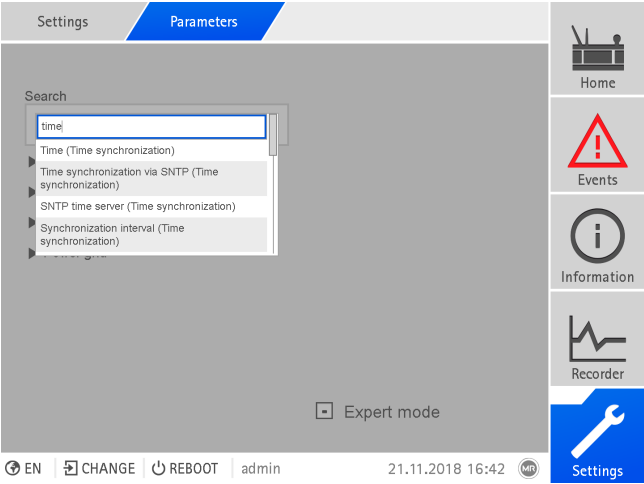 Settings
Parameters
Search
time
Time (Time synchronization)
Time synchronization via SNTP (Time
synchronization)
SNTP time server (Time synchronization)
Synchronization interval (Time
synchronization)
Power grid
Expert mode
Home
Events
Information
Recorder
Settings
EN
CHANGE
REBOOT
admin
21.11.2018 16:42
MR